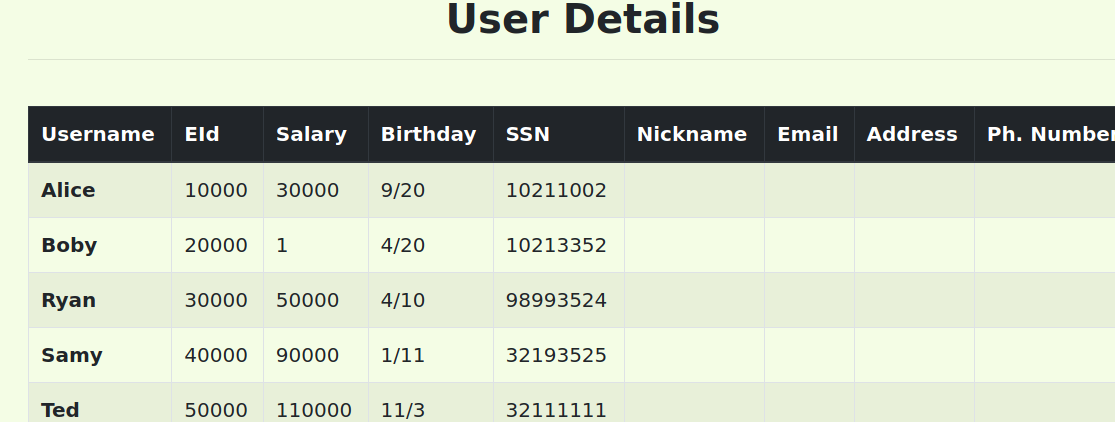 User Details
Username EId Salary Birthday SSN Nickname Email Address Ph. Number
Alice 10000 30000 9/20 10211002
Boby 20000 1 4/20 10213352
Ryan 30000 50000 4/10 98993524
Samy 40000 90000 1/11 32193525
Ted 50000 110000 11/3 32111111